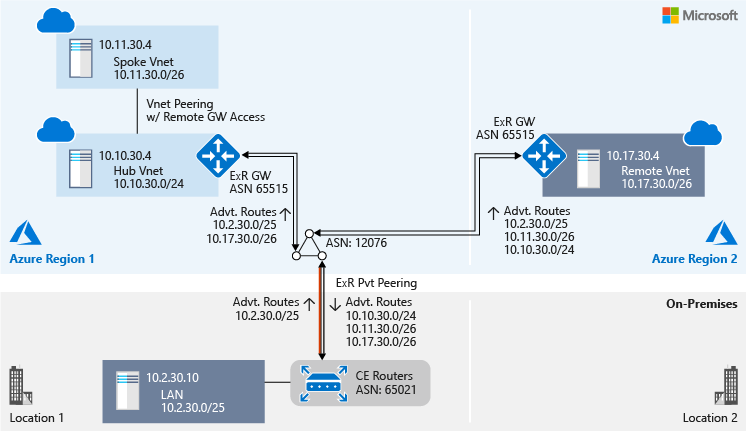 Microsoft
10.11.30.4
Spoke Vnet
10.11.30.0/26
Vnet Peering
w/ Remote GW Access
10.10.30.4
Hub Vnet
10.10.30.0/24
ExR GW
ASN 65515
Advt. Routes
10.2.30.0/25
10.17.30.0/26
ASN: 12076
ExR GW
ASN 65515
10.17.30.4
Remote Vnet
10.17.30.0/26
Advt. Routes
10.2.30.0/25
10.11.30.0/26
10.10.30.0/24
Azure Region 1
Azure Region 2
ExR Pvt Peering
Advt. Routes
10.2.30.0/25
Advt. Routes
10.10.30.0/24
10.11.30.0/26
10.17.30.0/26
On-Premises
10.2.30.10
LAN
10.2.30.0/25
CE Routers
ASN: 65021
Location 1
Location 2